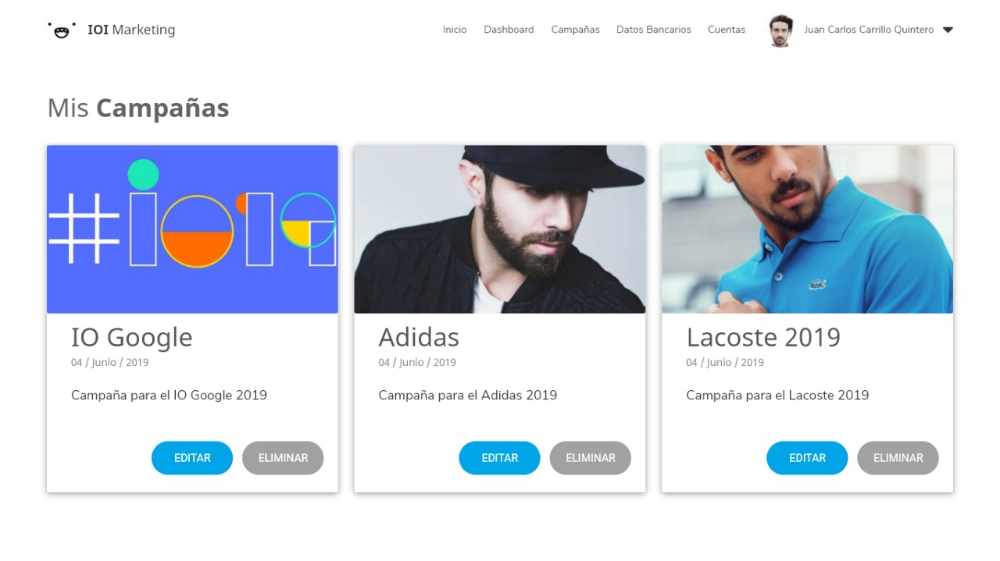 IOI Marketing
Inicio
Dashboard
Campañas
Datos Bancarios
Cuentas
Juan Carlos Carrillo Quintero
Mis Campañas
#io19
IO Google
04 / Junio / 2019
Campaña para el IO Google 2019
EDITAR
ELIMINAR
Adidas
04 / Junio / 2019
Campaña para el Adidas 2019
EDITAR
ELIMINAR
Lacoste 2019
04 / Junio / 2019
Campaña para el Lacoste 2019
EDITAR
ELIMINAR